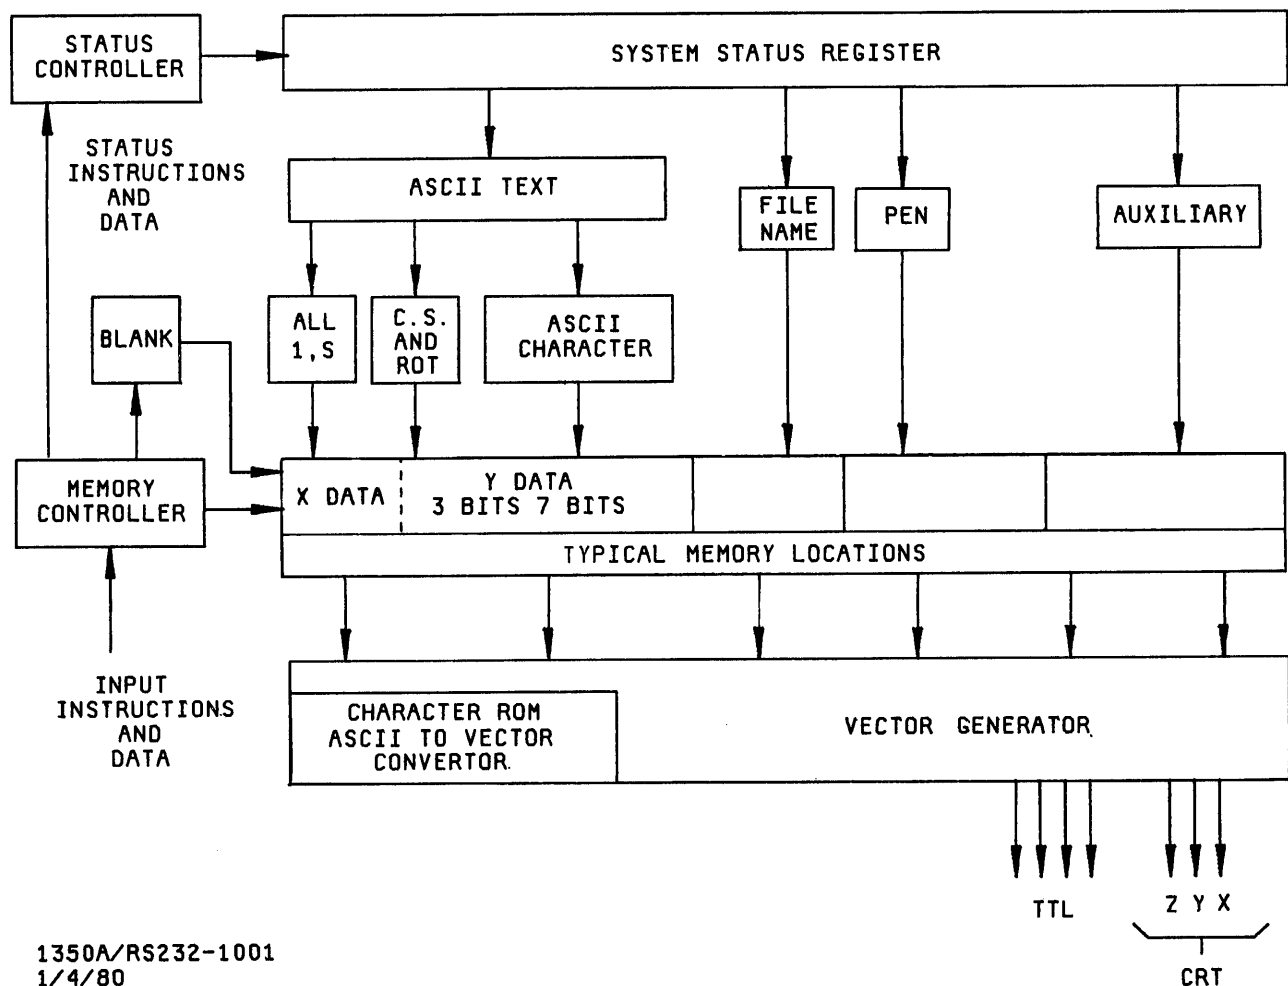 STATUS
CONTROLLER
SYSTEM STATUS REGISTER
STATUS
INSTRUCTIONS
AND
DATA
ASCII TEXT
FILE
NAME
PEN
AUXILIARY
BLANK
ALL
1,S
C.S.
AND
ROT
ASCII
CHARACTER
MEMORY
CONTROLLER
X DATA
Y DATA
3 BITS 7 BITS
TYPICAL MEMORY LOCATIONS
INPUT
INSTRUCTIONS
AND
DATA
CHARACTER ROM
ASCII TO VECTOR
CONVERTOR
VECTOR GENERATOR
TTL
Z Y X
CRT
1350A/RS232-1001
1/4/80